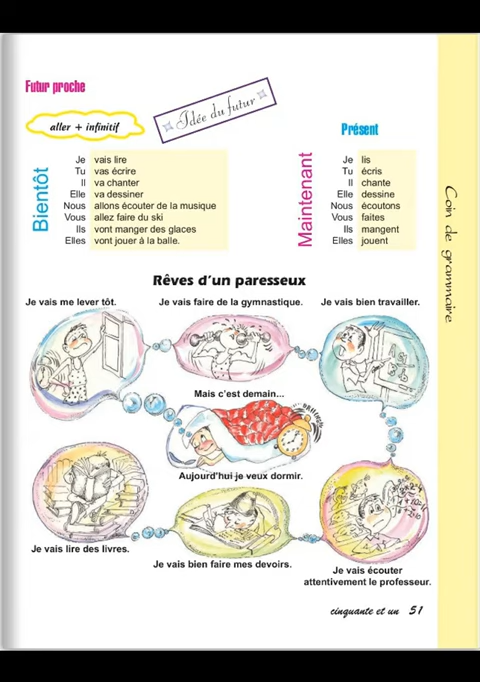 Futur proche
aller + infinitif
Idée du futur
Présent
Bientôt
Je vais lire
Tu vas écrire
Il va chanter
Elle va dessiner
Nous allons écouter de la musique
Vous allez faire du ski
Ils vont manger des glaces
Elles vont jouer à la balle.
Maintenant
Je lis
Tu écris
Il chante
Elle dessine
Nous écoutons
Vous faites
Ils mangent
Elles jouent
Coin de grammaire
Rêves d'un paresseux
Je vais me lever tôt.
Je vais faire de la gymnastique.
Je vais bien travailler.
Mais c'est demain...
Aujourd'hui je veux dormir.
Je vais lire des livres.
Je vais bien faire mes devoirs.
Je vais écouter
attentivement le professeur.
cinquante et un 51